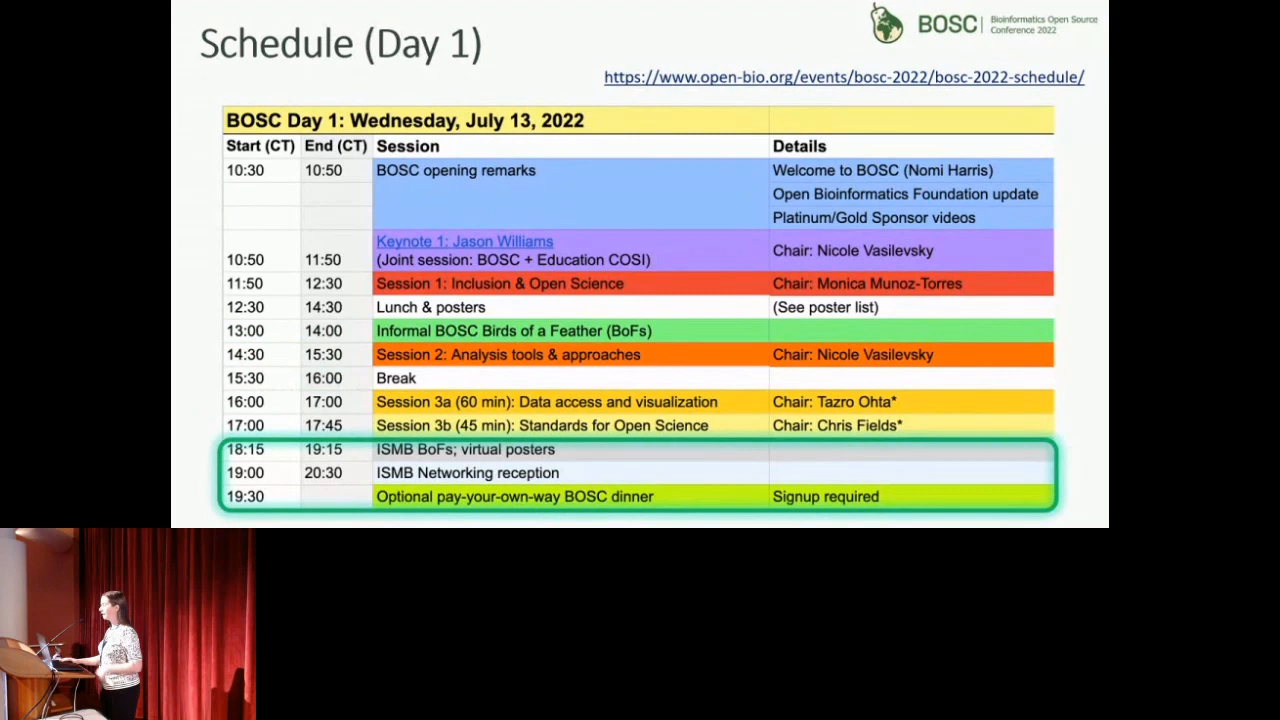 Schedule (Day 1)
BOSC | Bioinformatics Open Source Conference 2022
https://www.open-bio.org/events/bosc-2022/bosc-2022-schedule/
BOSC Day 1: Wednesday, July 13, 2022
Start (CT) End (CT) Session Details
10:30 10:50 BOSC opening remarks Welcome to BOSC (Nomi Harris)
Open Bioinformatics Foundation update
Platinum/Gold Sponsor videos
Keynote 1: Jason Williams
10:50 11:50 (Joint session: BOSC + Education COSI) Chair: Nicole Vasilevsky
11:50 12:30 Session 1: Inclusion & Open Science Chair: Monica Munoz-Torres
12:30 14:30 Lunch & posters (See poster list)
13:00 14:00 Informal BOSC Birds of a Feather (BoFs)
14:30 15:30 Session 2: Analysis tools & approaches Chair: Nicole Vasilevsky
15:30 16:00 Break
16:00 17:00 Session 3a (60 min): Data access and visualization Chair: Tazro Ohta*
17:00 17:45 Session 3b (45 min): Standards for Open Science Chair: Chris Fields*
18:15 19:15 ISMB BoFs; virtual posters
19:00 20:30 ISMB Networking reception
19:30 Optional pay-your-own-way BOSC dinner Signup required